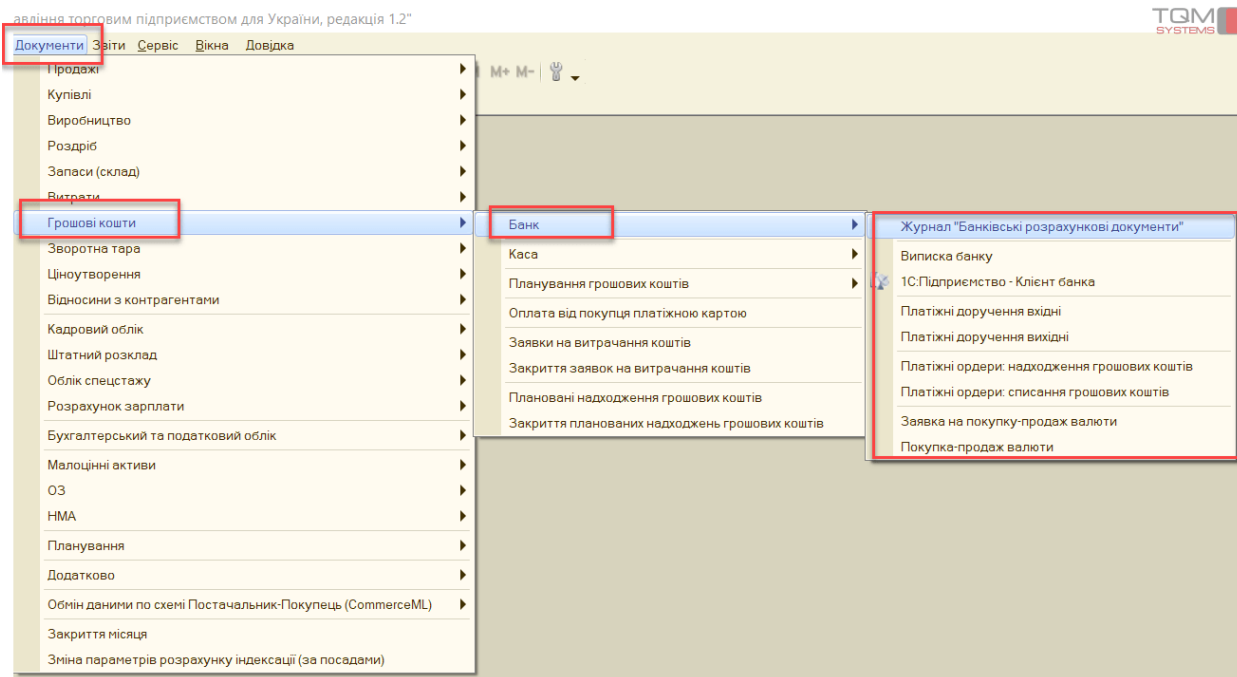 авління торговим підприємством для України, редакція 1.2"
TQM
SYSTEMS
Документи Звіти Сервіс Вікна Довідка
M+ M-
Продажі
Купівлі
Виробництво
Роздріб
Запаси (склад)
Витрати
Грошові кошти
Зворотна тара
Ціноутворення
Відносини з контрагентами
Кадровий облік
Штатний розклад
Облік спецстажу
Розрахунок зарплати
Бухгалтерський та податковий облік
Малоцінні активи
ОЗ
НМА
Планування
Додатково
Обмін даними по схемі Постачальник-Покупець (CommerceML)
Закриття місяця
Зміна параметрів розрахунку індексації (за посадами)
Банк
Каса
Планування грошових коштів
Оплата від покупця платіжною картою
Заявки на витрачання коштів
Закриття заявок на витрачання коштів
Плановані надходження грошових коштів
Закриття планованих надходжень грошових коштів
Журнал "Банківські розрахункові документи"
Виписка банку
1С:Підприємство - Клієнт банка
Платіжні доручення вхідні
Платіжні доручення вихідні
Платіжні ордери: надходження грошових коштів
Платіжні ордери: списання грошових коштів
Заявка на покупку-продаж валюти
Покупка-продаж валюти